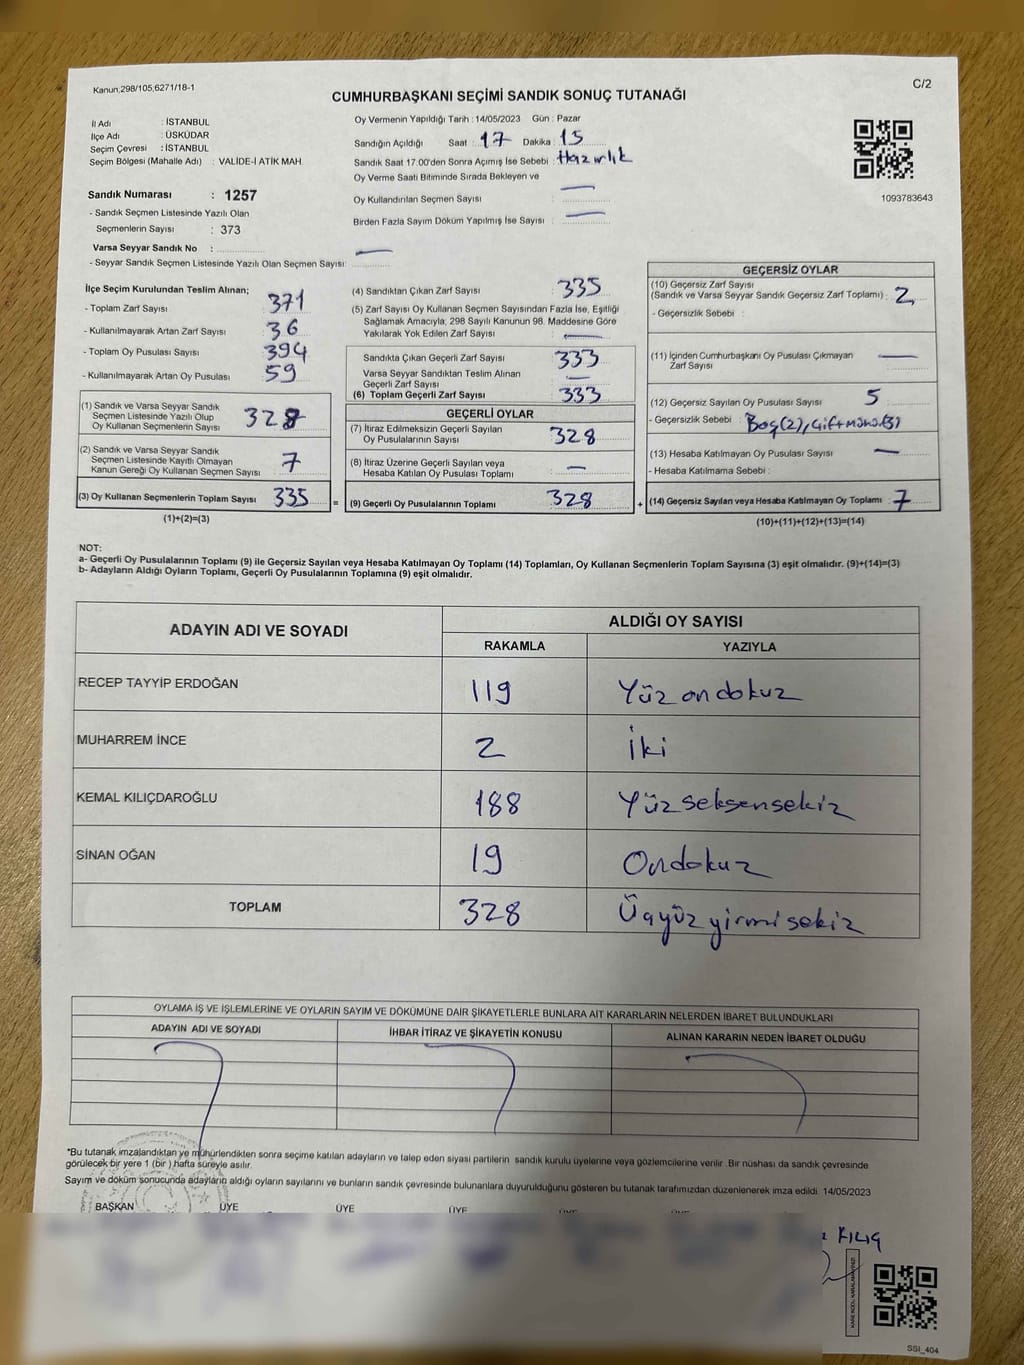 Kanun,298/105,6271/18-1
C/2
CUMHURBAŞKANI SEÇİMİ SANDIK SONUÇ TUTANAĞI
İl Adı : İSTANBUL
İlçe Adı : ÜSKÜDAR
Seçim Çevresi : İSTANBUL
Seçim Bölgesi (Mahalle Adı) : VALİDE-İ ATİK MAH.
Oy Vermenin Yapıldığı Tarih : 14/05/2023 Gün : Pazar
Sandığın Açıldığı Saat : 17 Dakika : 15
Sandık Saat 17:00'den Sonra Açımış İse Sebebi : Hazırlık
Oy Verme Saati Bitiminde Sırada Bekleyen ve
Oy Kullandırılan Seçmen Sayısı : —
Birden Fazla Sayım Döküm Yapılmış İse Sayısı : —
1093783643
Sandık Numarası : 1257
- Sandık Seçmen Listesinde Yazılı Olan
Seçmenlerin Sayısı : 373
Varsa Seyyar Sandık No :
- Seyyar Sandık Seçmen Listesinde Yazılı Olan Seçmen Sayısı: —
İlçe Seçim Kurulundan Teslim Alınan;
- Toplam Zarf Sayısı : 371
- Kullanılmayarak Artan Zarf Sayısı : 36
- Toplam Oy Pusulası Sayısı : 394
- Kullanılmayarak Artan Oy Pusulası : 59
(1) Sandık ve Varsa Seyyar Sandık
Seçmen Listesinde Yazılı Olup
Oy Kullanan Seçmenlerin Sayısı : 328
(2) Sandık ve Varsa Seyyar Sandık
Seçmen Listesinde Kayıtlı Olmayan
Kanun Gereği Oy Kullanan Seçmen Sayısı : 7
(3) Oy Kullanan Seçmenlerin Toplam Sayısı : 335
(1)+(2)=(3)
(4) Sandıktan Çıkan Zarf Sayısı : 335
(5) Zarf Sayısı Oy Kullanan Seçmen Sayısından Fazla İse, Eşitliği
Sağlamak Amacıyla, 298 Sayılı Kanunun 98. Maddesine Göre
Yakılarak Yok Edilen Zarf Sayısı : —
Sandıkta Çıkan Geçerli Zarf Sayısı : 333
Varsa Seyyar Sandıktan Teslim Alınan
Geçerli Zarf Sayısı : —
(6) Toplam Geçerli Zarf Sayısı : 333
GEÇERLİ OYLAR
(7) İtiraz Edilmeksizin Geçerli Sayılan
Oy Pusulalarının Sayısı : 328
(8) İtiraz Üzerine Geçerli Sayılan veya
Hesaba Katılan Oy Pusulası Toplamı : —
= (9) Geçerli Oy Pusulalarının Toplamı : 328
GEÇERSİZ OYLAR
(10) Geçersiz Zarf Sayısı
(Sandık ve Varsa Seyyar Sandık Geçersiz Zarf Toplamı) : 2
- Geçersizlik Sebebi :
(11) İçinden Cumhurbaşkanı Oy Pusulası Çıkmayan
Zarf Sayısı : —
(12) Geçersiz Sayılan Oy Pusulası Sayısı : 5
- Geçersizlik Sebebi : Boş(2), Çift mühür(3)
(13) Hesaba Katılmayan Oy Pusulası Sayısı : —
- Hesaba Katılmama Sebebi :
+ (14) Geçersiz Sayılan veya Hesaba Katılmayan Oy Toplamı : 7
(10)+(11)+(12)+(13)=(14)
NOT:
a- Geçerli Oy Pusulalarının Toplamı (9) ile Geçersiz Sayılan veya Hesaba Katılmayan Oy Toplamı (14) Toplamları, Oy Kullanan Seçmenlerin Toplam Sayısına (3) eşit olmalıdır. (9)+(14)=(3)
b- Adayların Aldığı Oyların Toplamı, Geçerli Oy Pusulalarının Toplamına (9) eşit olmalıdır.
ADAYIN ADI VE SOYADI ALDIĞI OY SAYISI
RAKAMLA YAZIYLA
RECEP TAYYİP ERDOĞAN 119 Yüz ondokuz
MUHARREM İNCE 2 İki
KEMAL KILIÇDAROĞLU 188 Yüz seksensekiz
SİNAN OĞAN 19 Ondokuz
TOPLAM 328 Üçyüz yirmisekiz
OYLAMA İŞ VE İŞLEMLERİNE VE OYLARIN SAYIM VE DÖKÜMÜNE DAİR ŞİKAYETLERLE BUNLARA AİT KARARLARIN NELERDEN İBARET BULUNDUKLARI
ADAYIN ADI VE SOYADI İHBAR İTİRAZ VE ŞİKAYETİN KONUSU ALINAN KARARIN NEDEN İBARET OLDUĞU
*Bu tutanak imzalandıktan ve mühürlendikten sonra seçime katılan adayların ve talep eden siyasi partilerin sandık kurulu üyelerine veya gözlemcilerine verilir .Bir nüshası da sandık çevresinde
görülecek bir yere 1 (bir ) hafta süreyle asılır.
Sayım ve döküm sonucunda adayların aldığı oyların sayılarını ve bunların sandık çevresinde bulunanlara duyurulduğunu gösteren bu tutanak tarafımızdan düzenlenerek imza edildi. 14/05/2023
BAŞKAN ÜYE ÜYE ÜYE
KILIÇ
SSI_404